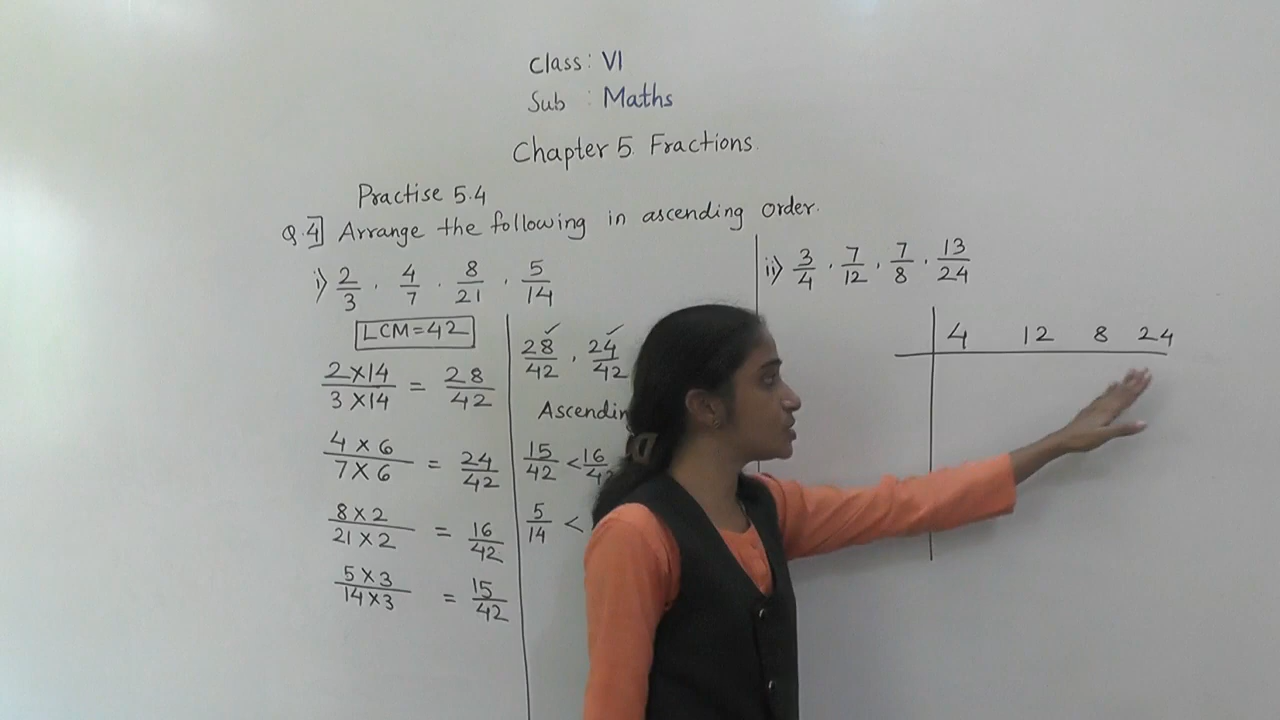 Class: VI
Sub : Maths
Chapter 5. Fractions.
Practise 5.4
Q.4] Arrange the following in ascending order.
i) 2/3 , 4/7 , 8/21 , 5/14
LCM=42
2×14/3×14 = 28/42
4×6/7×6 = 24/42
8×2/21×2 = 16/42
5×3/14×3 = 15/42
28/42 ✓, 24/42 ✓
15/42 < 16/42
5/14 <
ii) 3/4 , 7/12 , 7/8 , 13/24
4 12 8 24